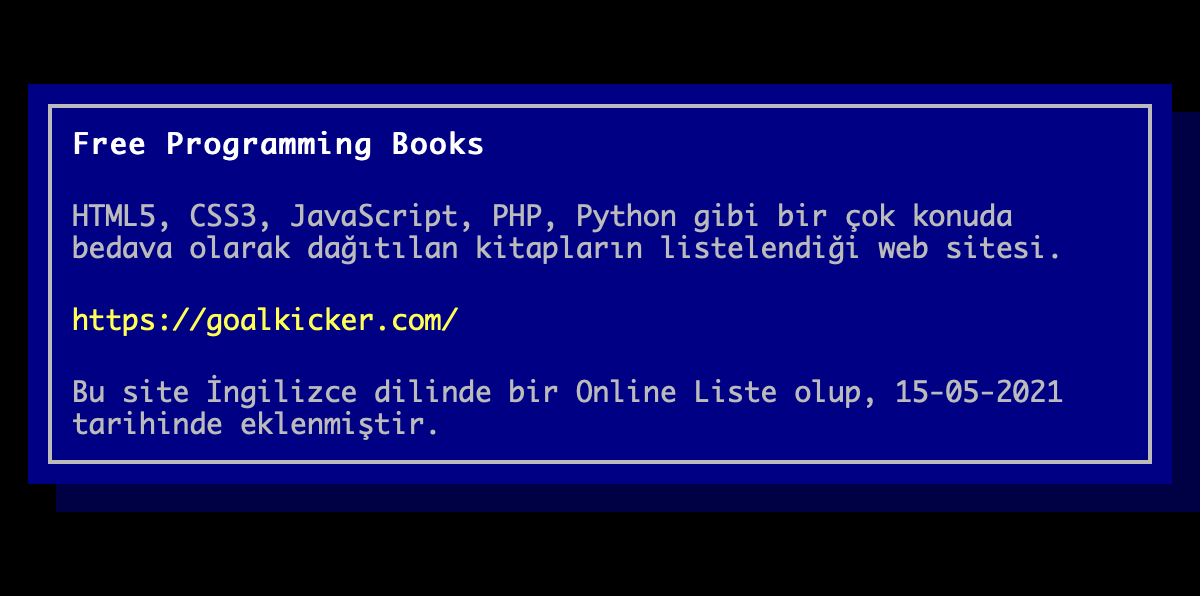 Free Programming Books
HTML5, CSS3, JavaScript, PHP, Python gibi bir çok konuda
bedava olarak dağıtılan kitapların listelendiği web sitesi.
https://goalkicker.com/
Bu site İngilizce dilinde bir Online Liste olup, 15-05-2021
tarihinde eklenmiştir.